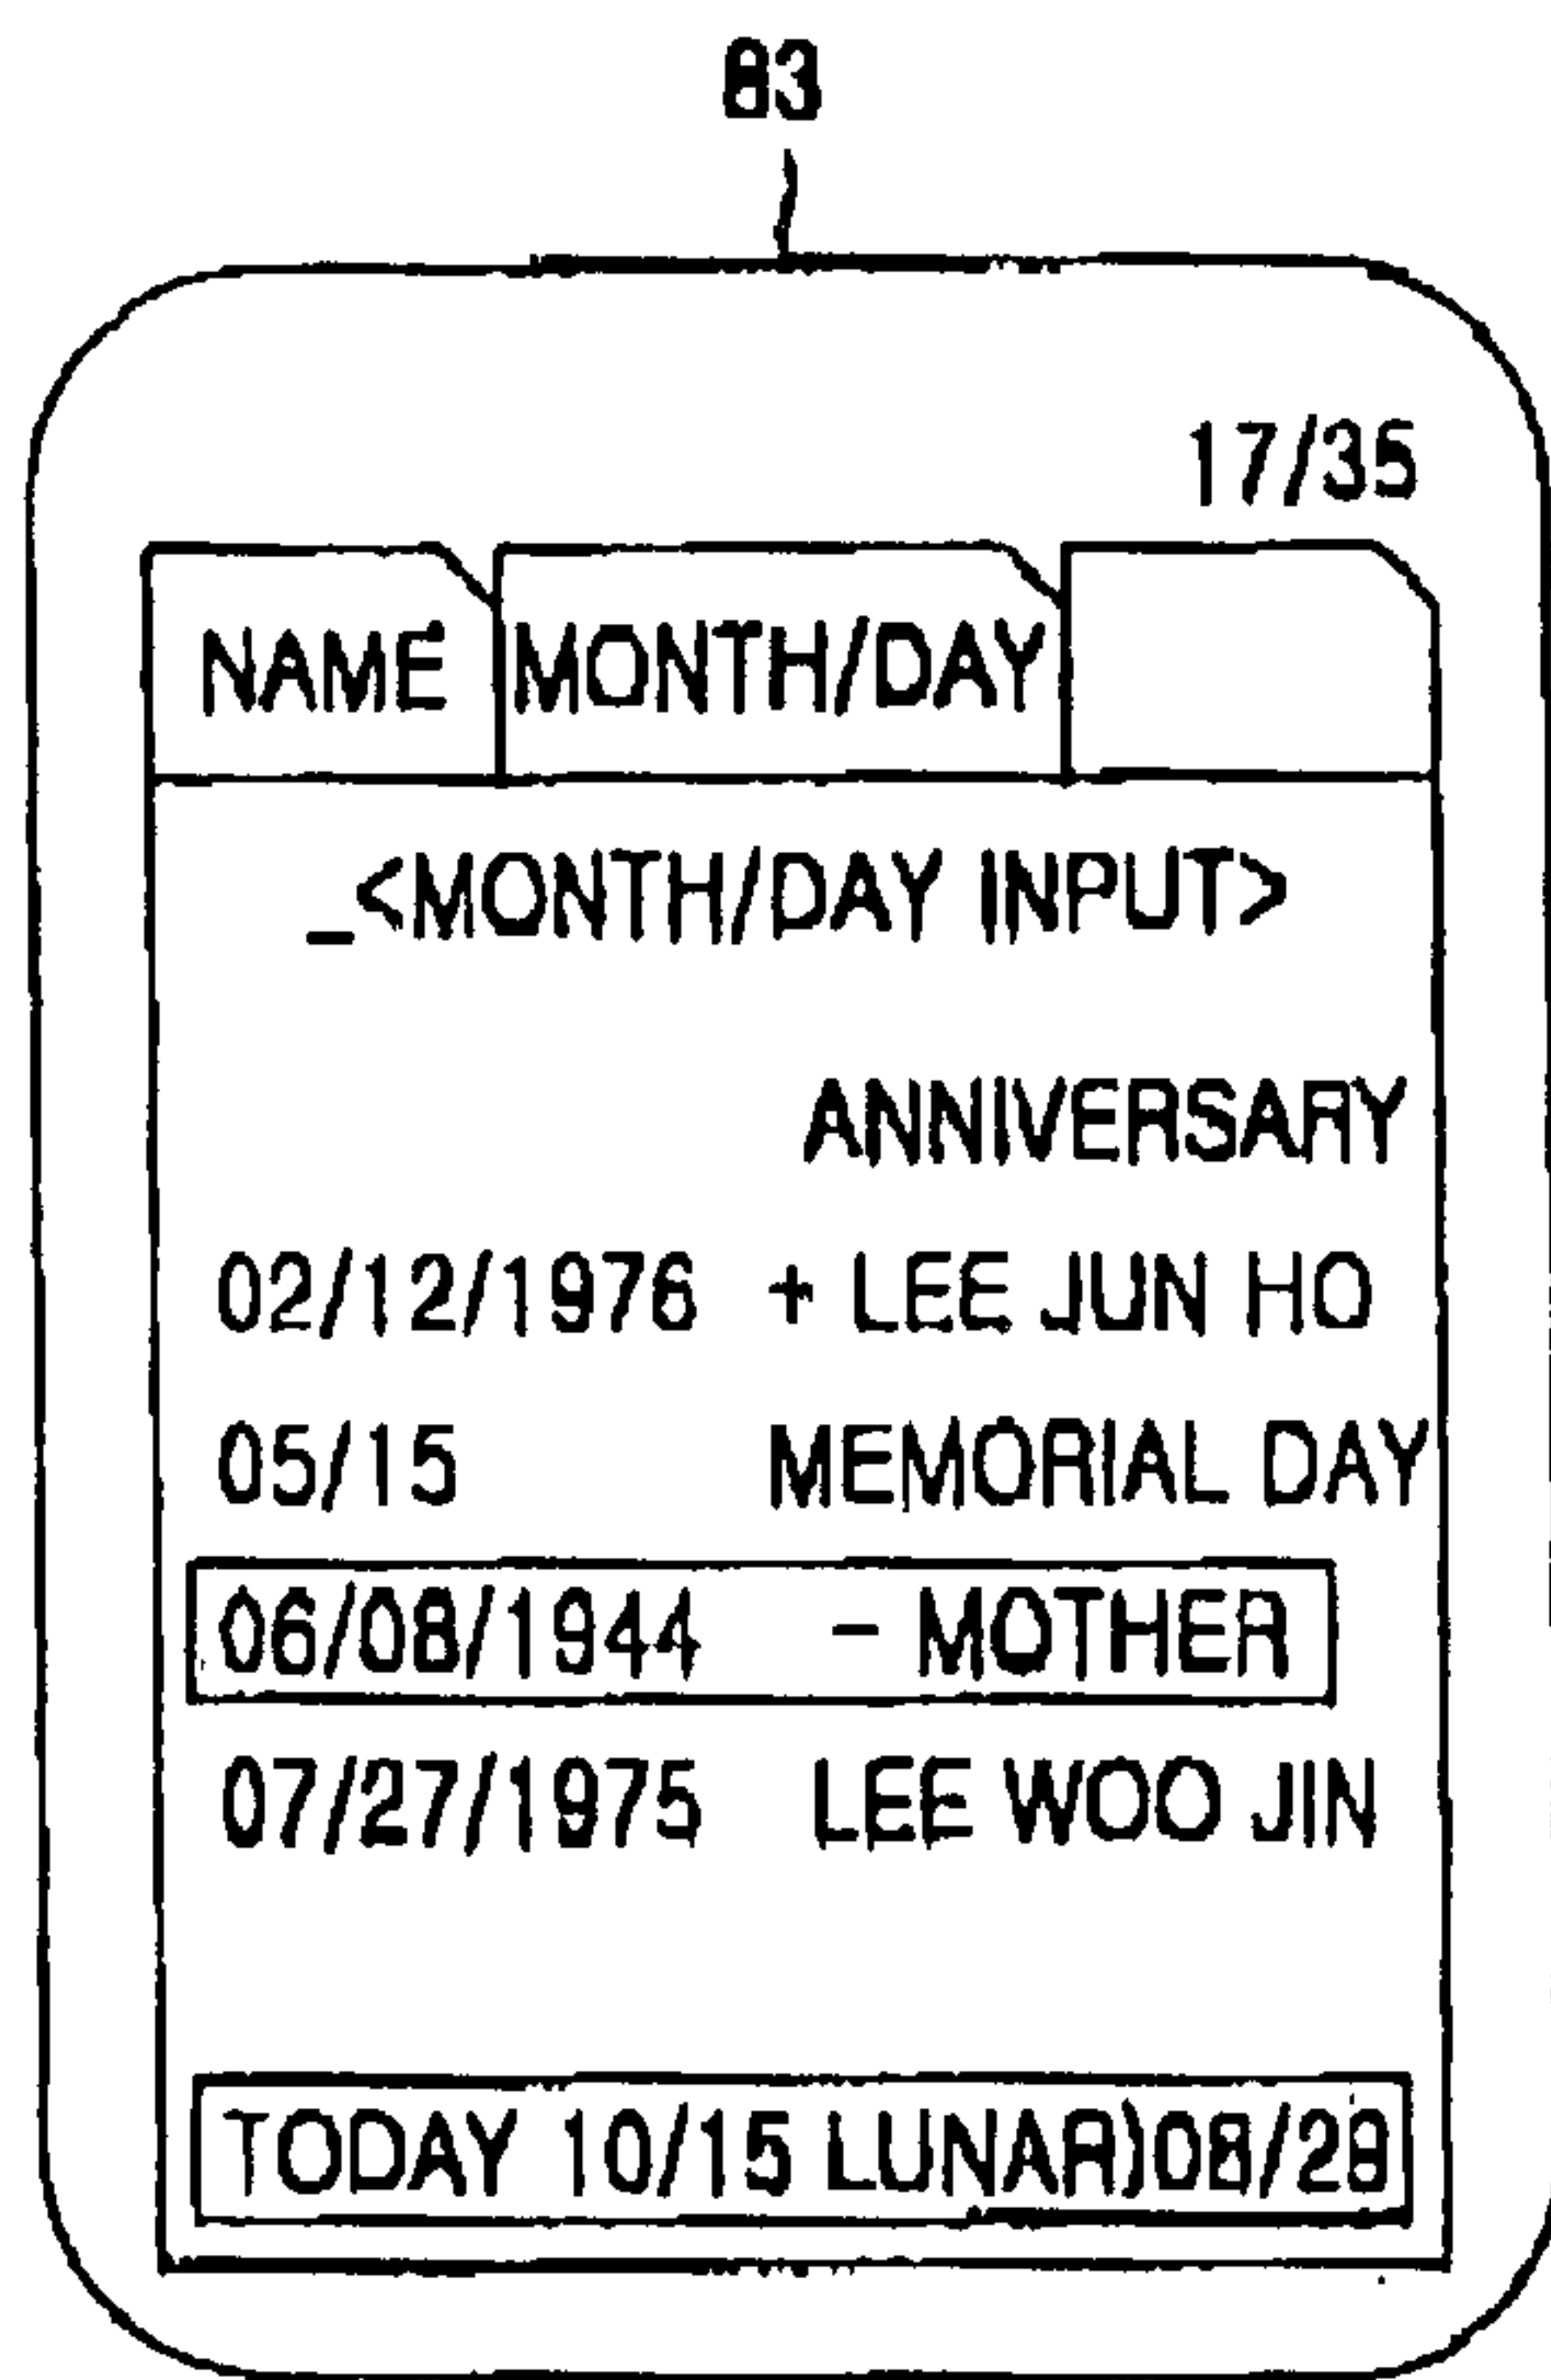 83
17/35
NAME MONTH/DAY
_<MONTH/DAY INPUT>
ANNIVERSARY
02/12/1976 + LEE JUN HO
05/15 MEMORIAL DAY
06/08/1944 - MOTHER
07/27/1975 LEE WOO JIN
TODAY 10/15 LUNAR)08/29